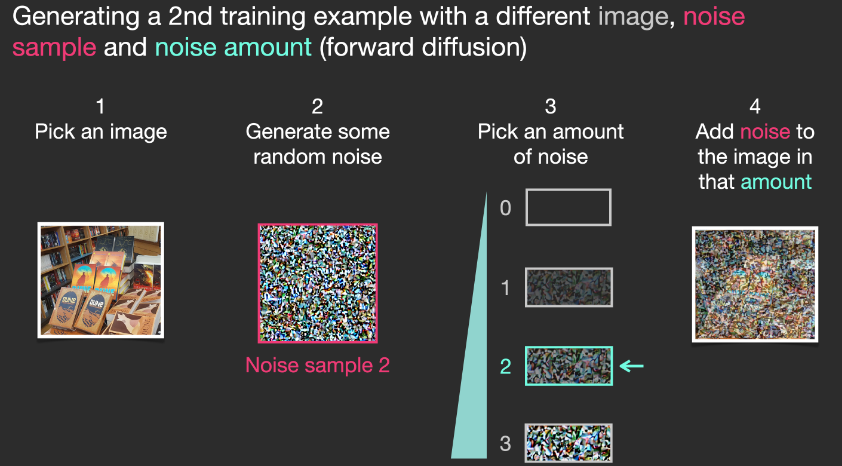 Generating a 2nd training example with a different image, noise
sample and noise amount (forward diffusion)
1
Pick an image
2
Generate some
random noise
Noise sample 2
3
Pick an amount
of noise
0
1
2
3
4
Add noise to
the image in
that amount
DUNE
DUNE